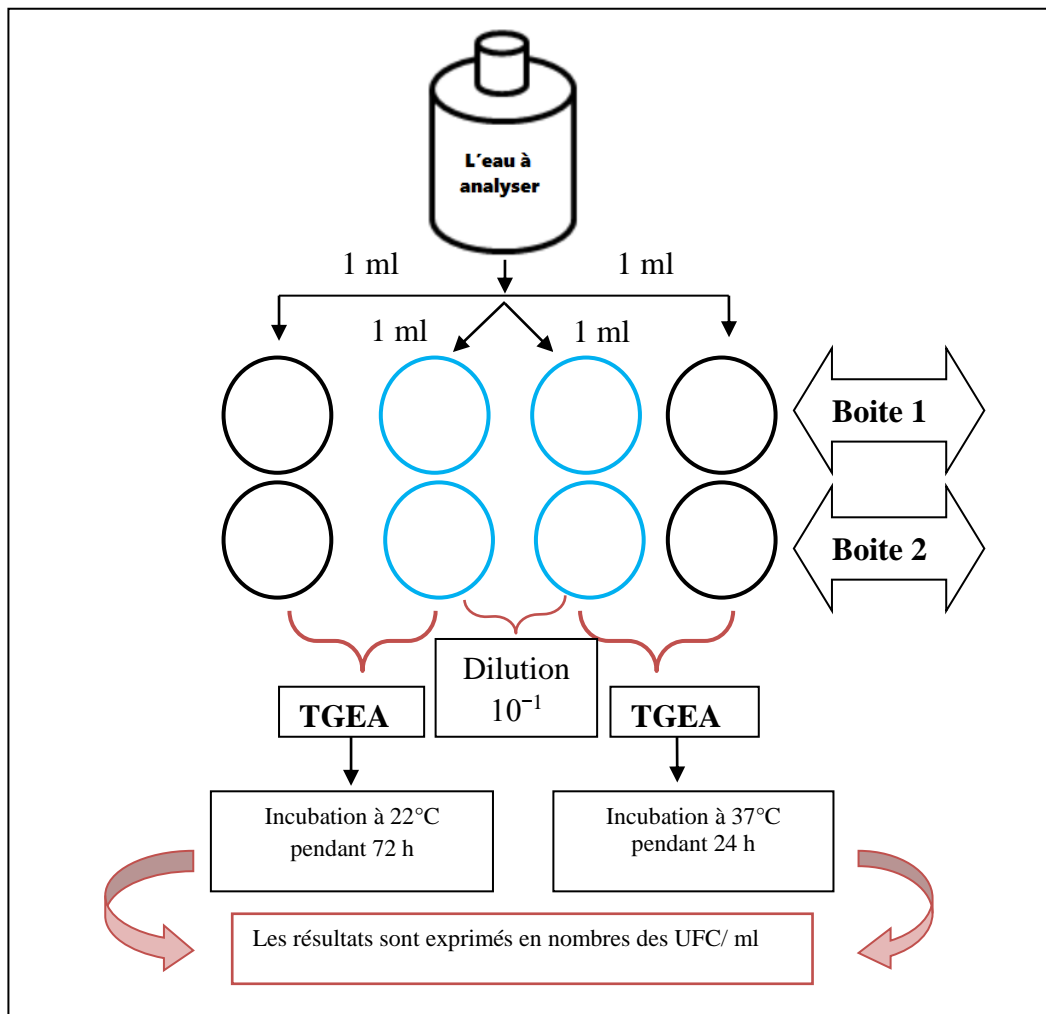 L'eau à
analyser
1 ml
1 ml
1 ml
1 ml
Boite 1
Boite 2
Dilution
10⁻¹
TGEA
TGEA
Incubation à 22°C
pendant 72 h
Incubation à 37°C
pendant 24 h
Les résultats sont exprimés en nombres des UFC/ ml